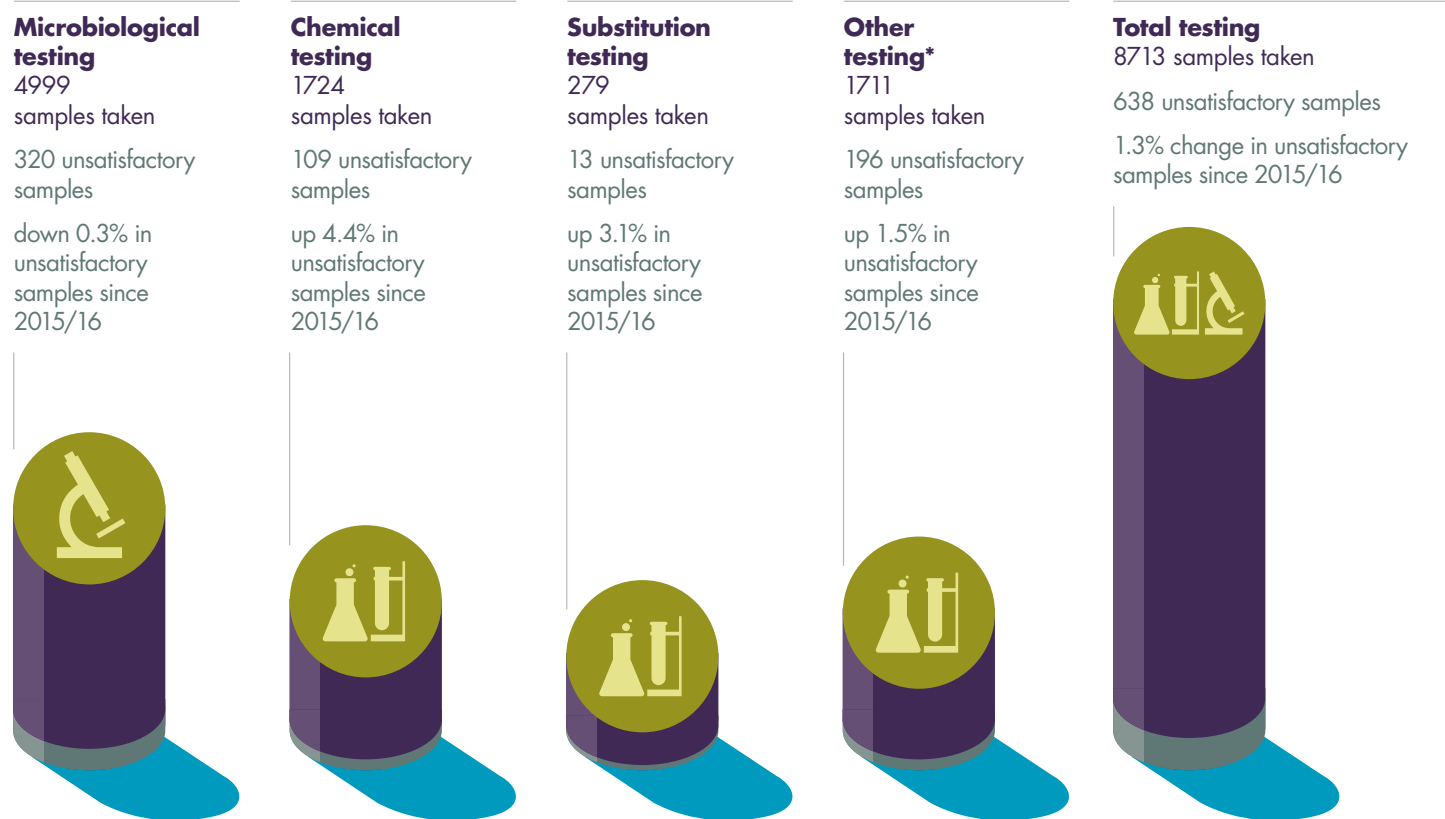 Microbiological
testing
4999
samples taken
320 unsatisfactory
samples
down 0.3% in
unsatisfactory
samples since
2015/16
Chemical
testing
1724
samples taken
109 unsatisfactory
samples
up 4.4% in
unsatisfactory
samples since
2015/16
Substitution
testing
279
samples taken
13 unsatisfactory
samples
up 3.1% in
unsatisfactory
samples since
2015/16
Other
testing*
1711
samples taken
196 unsatisfactory
samples
up 1.5% in
unsatisfactory
samples since
2015/16
Total testing
8713 samples taken
638 unsatisfactory samples
1.3% change in unsatisfactory
samples since 2015/16